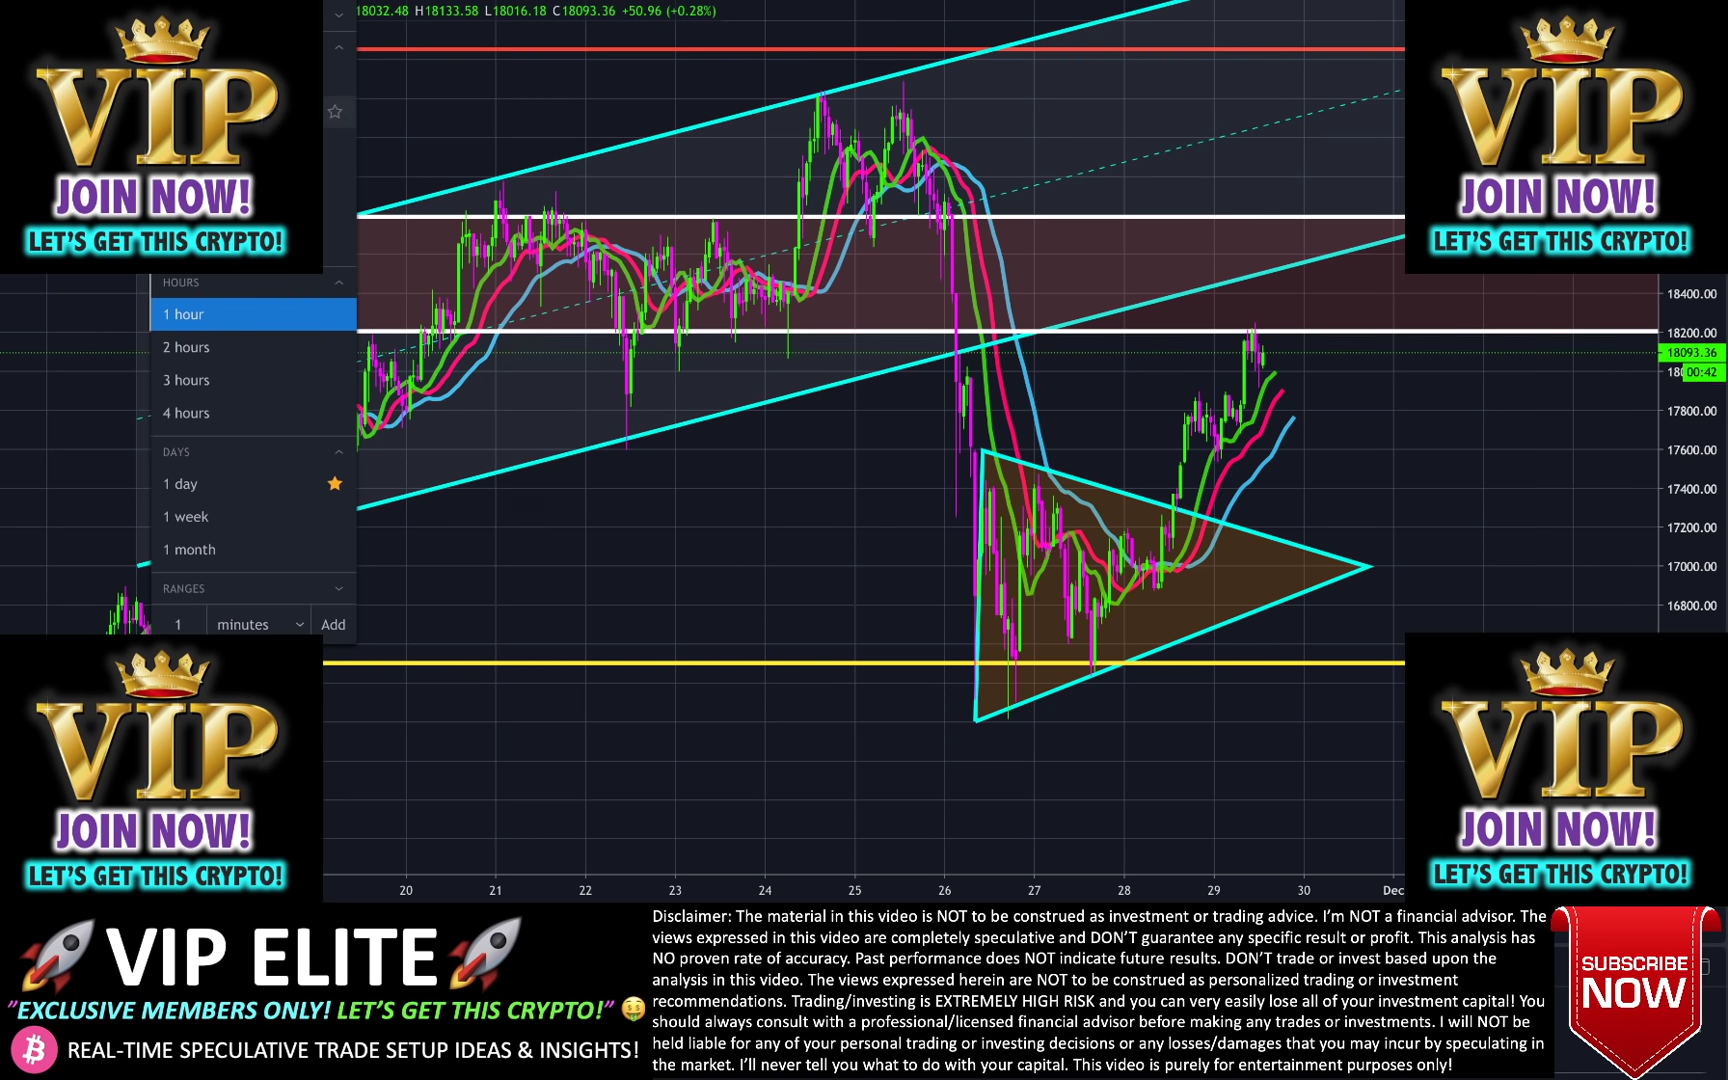 18032.48 H18133.58 L18016.18 C18093.36 +50.96 (+0.28%)
VIP
JOIN NOW!
LET'S GET THIS CRYPTO!
VIP
JOIN NOW!
LET'S GET THIS CRYPTO!
HOURS
1 hour
2 hours
3 hours
4 hours
DAYS
1 day
1 week
1 month
RANGES
1 minutes Add
18400.00
18200.00
18093.36
00:42
17800.00
17600.00
17400.00
17200.00
17000.00
16800.00
VIP
JOIN NOW!
LET'S GET THIS CRYPTO!
VIP
JOIN NOW!
LET'S GET THIS CRYPTO!
20 21 22 23 24 25 26 27 28 29 30 Dec
VIP ELITE
"EXCLUSIVE MEMBERS ONLY! LET'S GET THIS CRYPTO!"
REAL-TIME SPECULATIVE TRADE SETUP IDEAS & INSIGHTS!
Disclaimer: The material in this video is NOT to be construed as investment or trading advice. I'm NOT a financial advisor. The
views expressed in this video are completely speculative and DON'T guarantee any specific result or profit. This analysis has
NO proven rate of accuracy. Past performance does NOT indicate future results. DON'T trade or invest based upon the
analysis in this video. The views expressed herein are NOT to be construed as personalized trading or investment
recommendations. Trading/investing is EXTREMELY HIGH RISK and you can very easily lose all of your investment capital! You
should always consult with a professional/licensed financial advisor before making any trades or investments. I will NOT be
held liable for any of your personal trading or investing decisions or any losses/damages that you may incur by speculating in
the market. I'll never tell you what to do with your capital. This video is purely for entertainment purposes only!
SUBSCRIBE
NOW